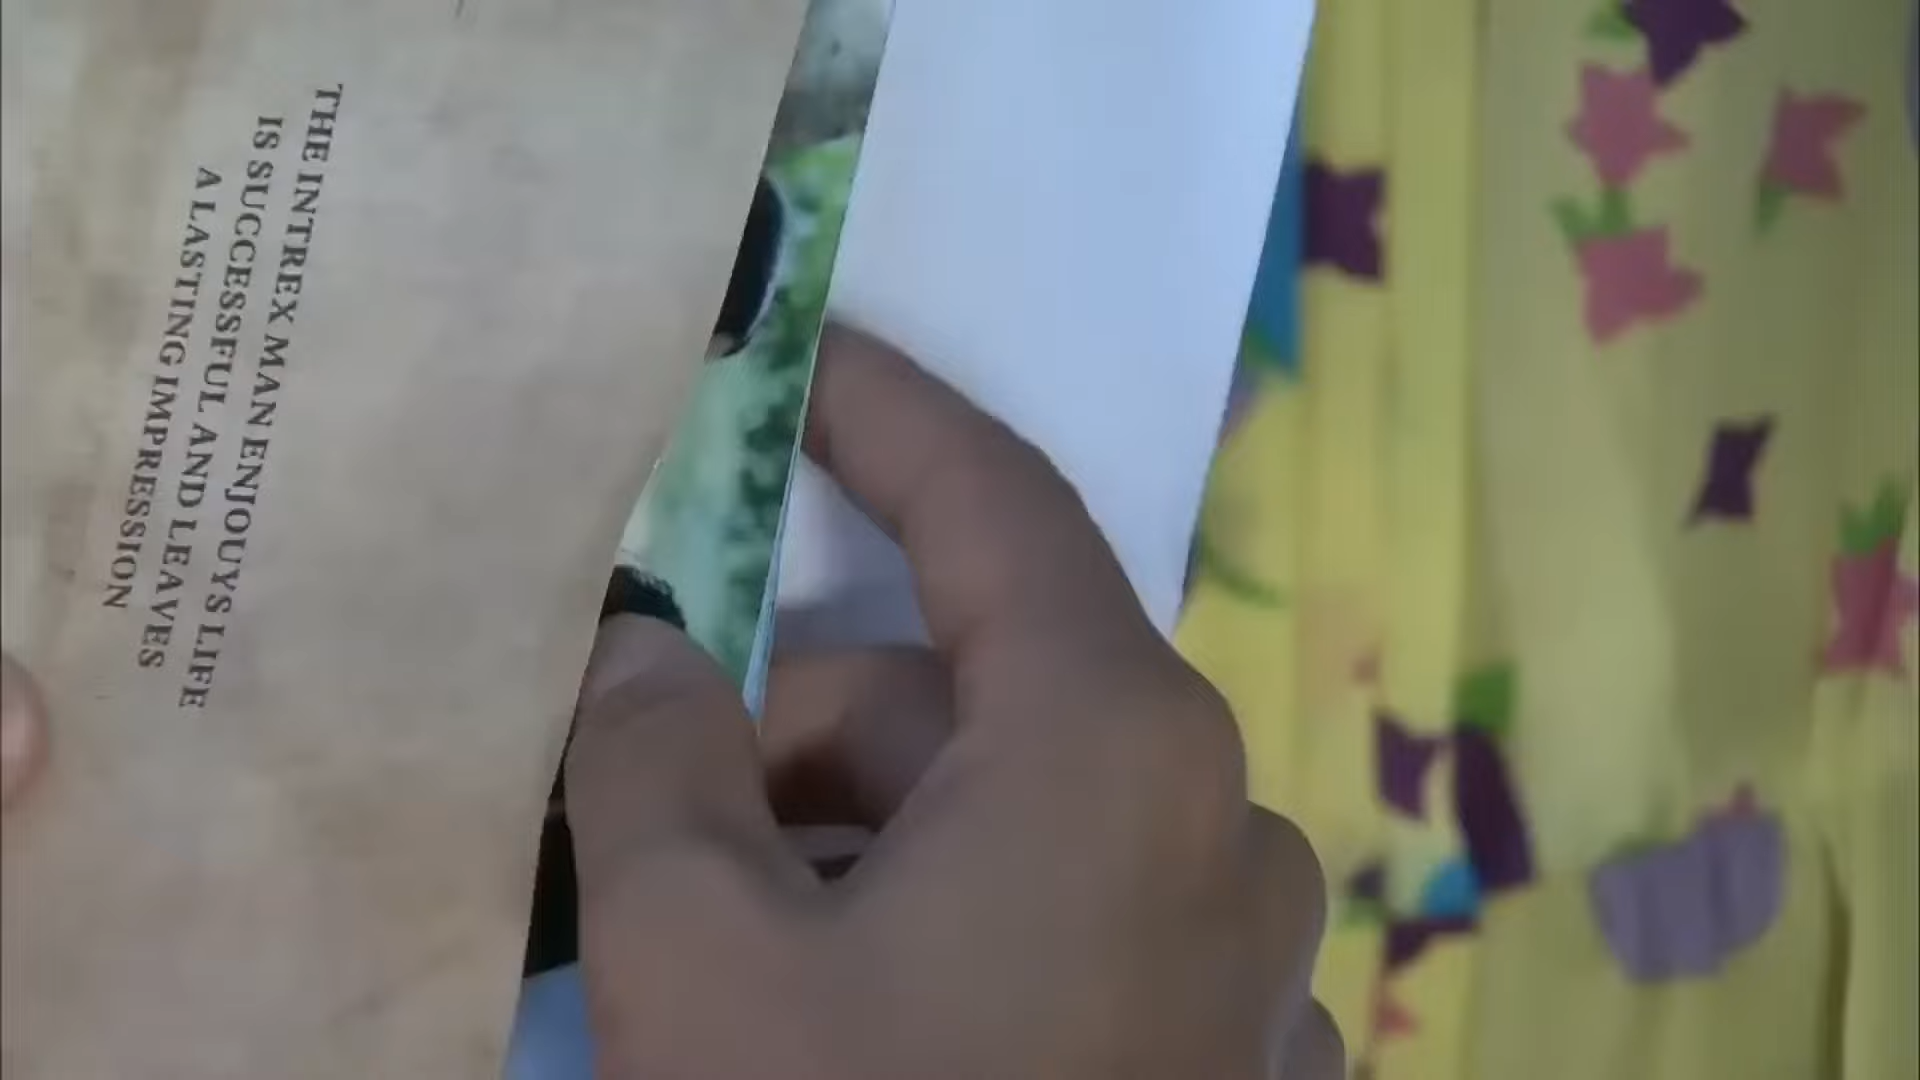 THE INTREX MAN ENJOUYS LIFE
IS SUCCESSFUL AND LEAVES
A LASTING IMPRESSION